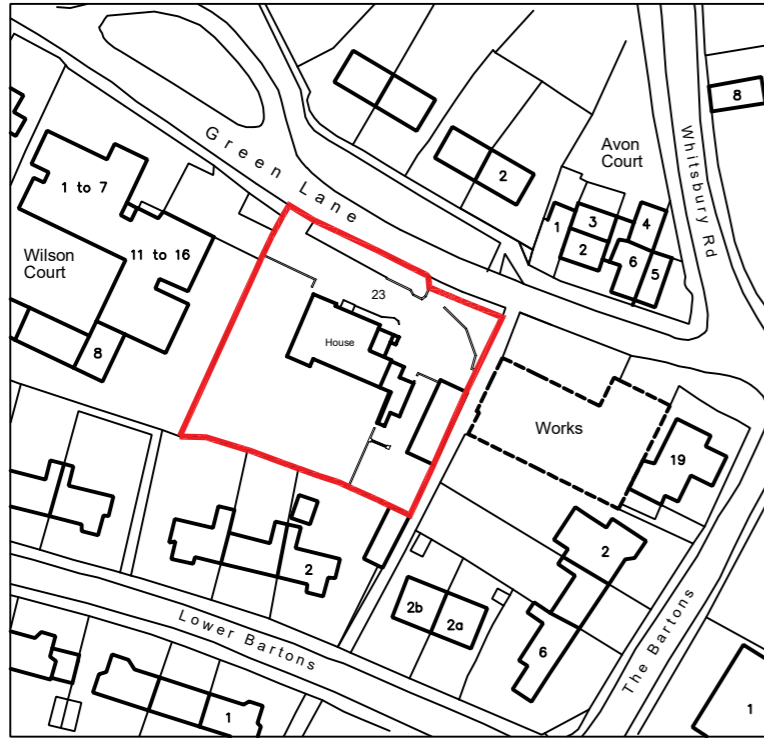 8
Green Lane
Whitsbury Rd
Avon
Court
2
1 to 7
1
3
4
2
6
5
11 to 16
Wilson
Court
23
House
8
Works
19
2
2
2b
2a
6
Lower Bartons
The Bartons
1
1